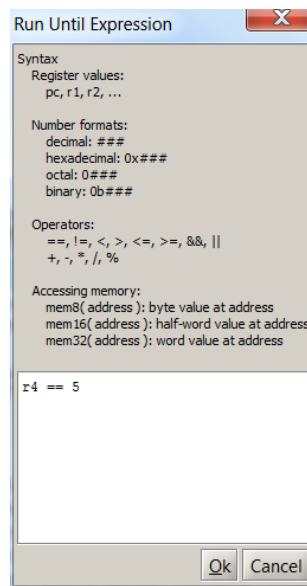 Run Until Expression
Syntax
Register values:
pc, r1, r2, ...
Number formats:
decimal: ###
hexadecimal: 0x###
octal: 0###
binary: 0b###
Operators:
==, !=, <, >, <=, >=, &&, ||
+, -, *, /, %
Accessing memory:
mem8( address ): byte value at address
mem16( address ): half-word value at address
mem32( address ): word value at address
r4 == 5
Ok Cancel